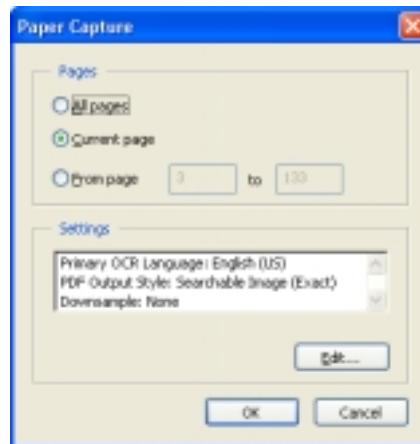 Paper Capture
Pages
All pages
Current page
From page 3 to 133
Settings
Primary OCR Language: English (US)
PDF Output Style: Searchable Image (Exact)
Downsample: None
Edit...
OK Cancel